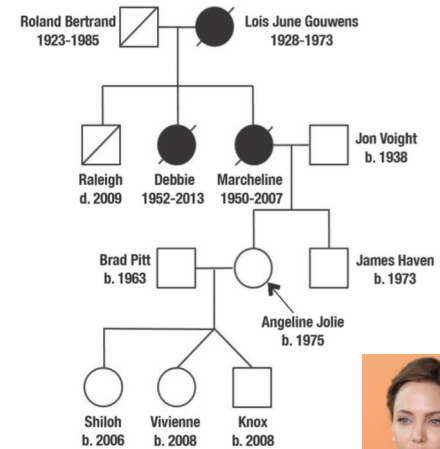 Roland Bertrand
1923-1985
Lois June Gouwens
1928-1973
Raleigh
d. 2009
Debbie
1952-2013
Marcheline
1950-2007
Jon Voight
b. 1938
Brad Pitt
b. 1963
Angeline Jolie
b. 1975
James Haven
b. 1973
Shiloh
b. 2006
Vivienne
b. 2008
Knox
b. 2008